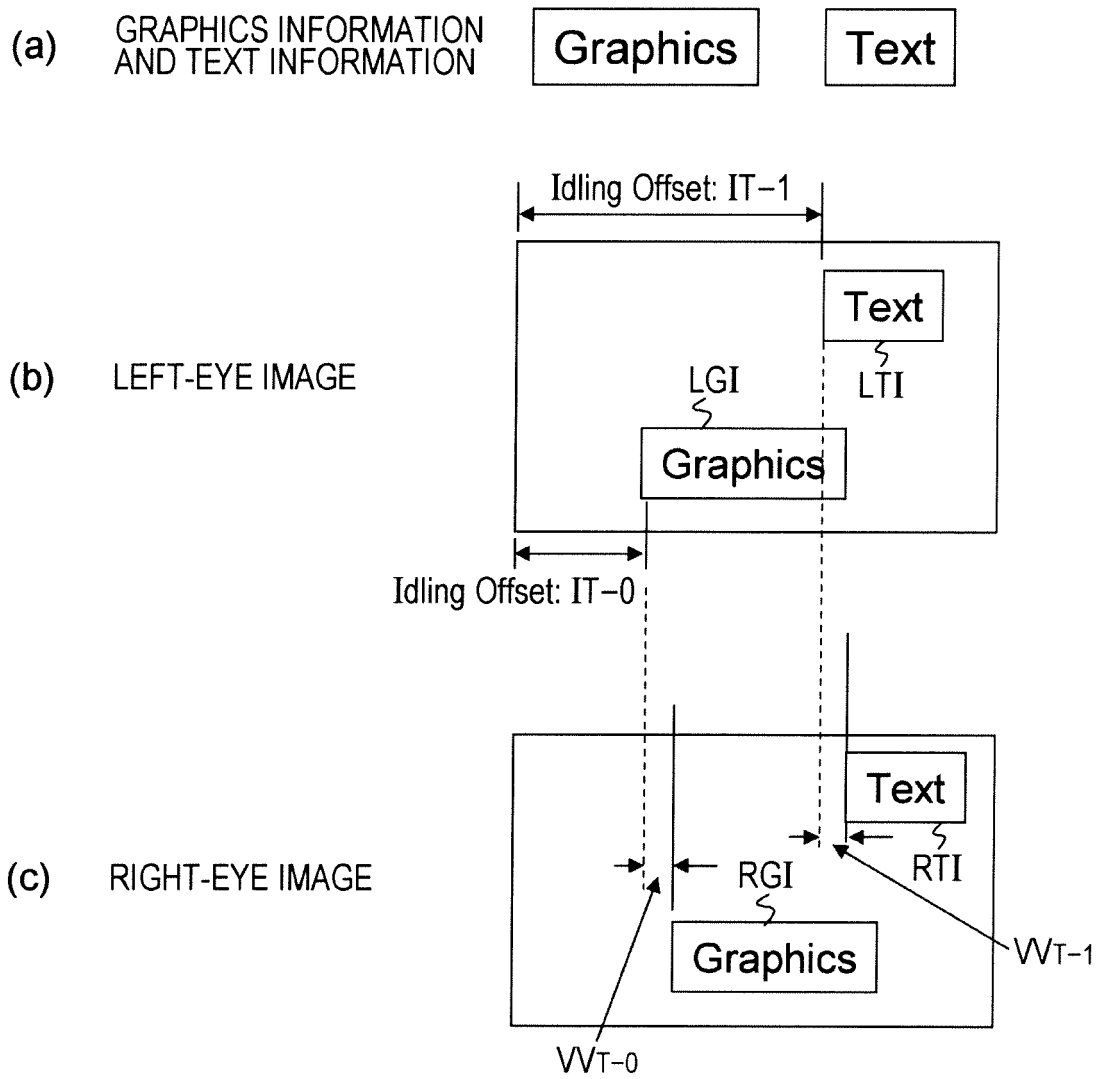 (a) GRAPHICS INFORMATION
AND TEXT INFORMATION
Graphics Text
Idling Offset: IT-1
Text
(b) LEFT-EYE IMAGE
LGI
LTI
Graphics
Idling Offset: IT-0
Text
(c) RIGHT-EYE IMAGE
RGI
RTI
Graphics
VVT-1
VVT-0